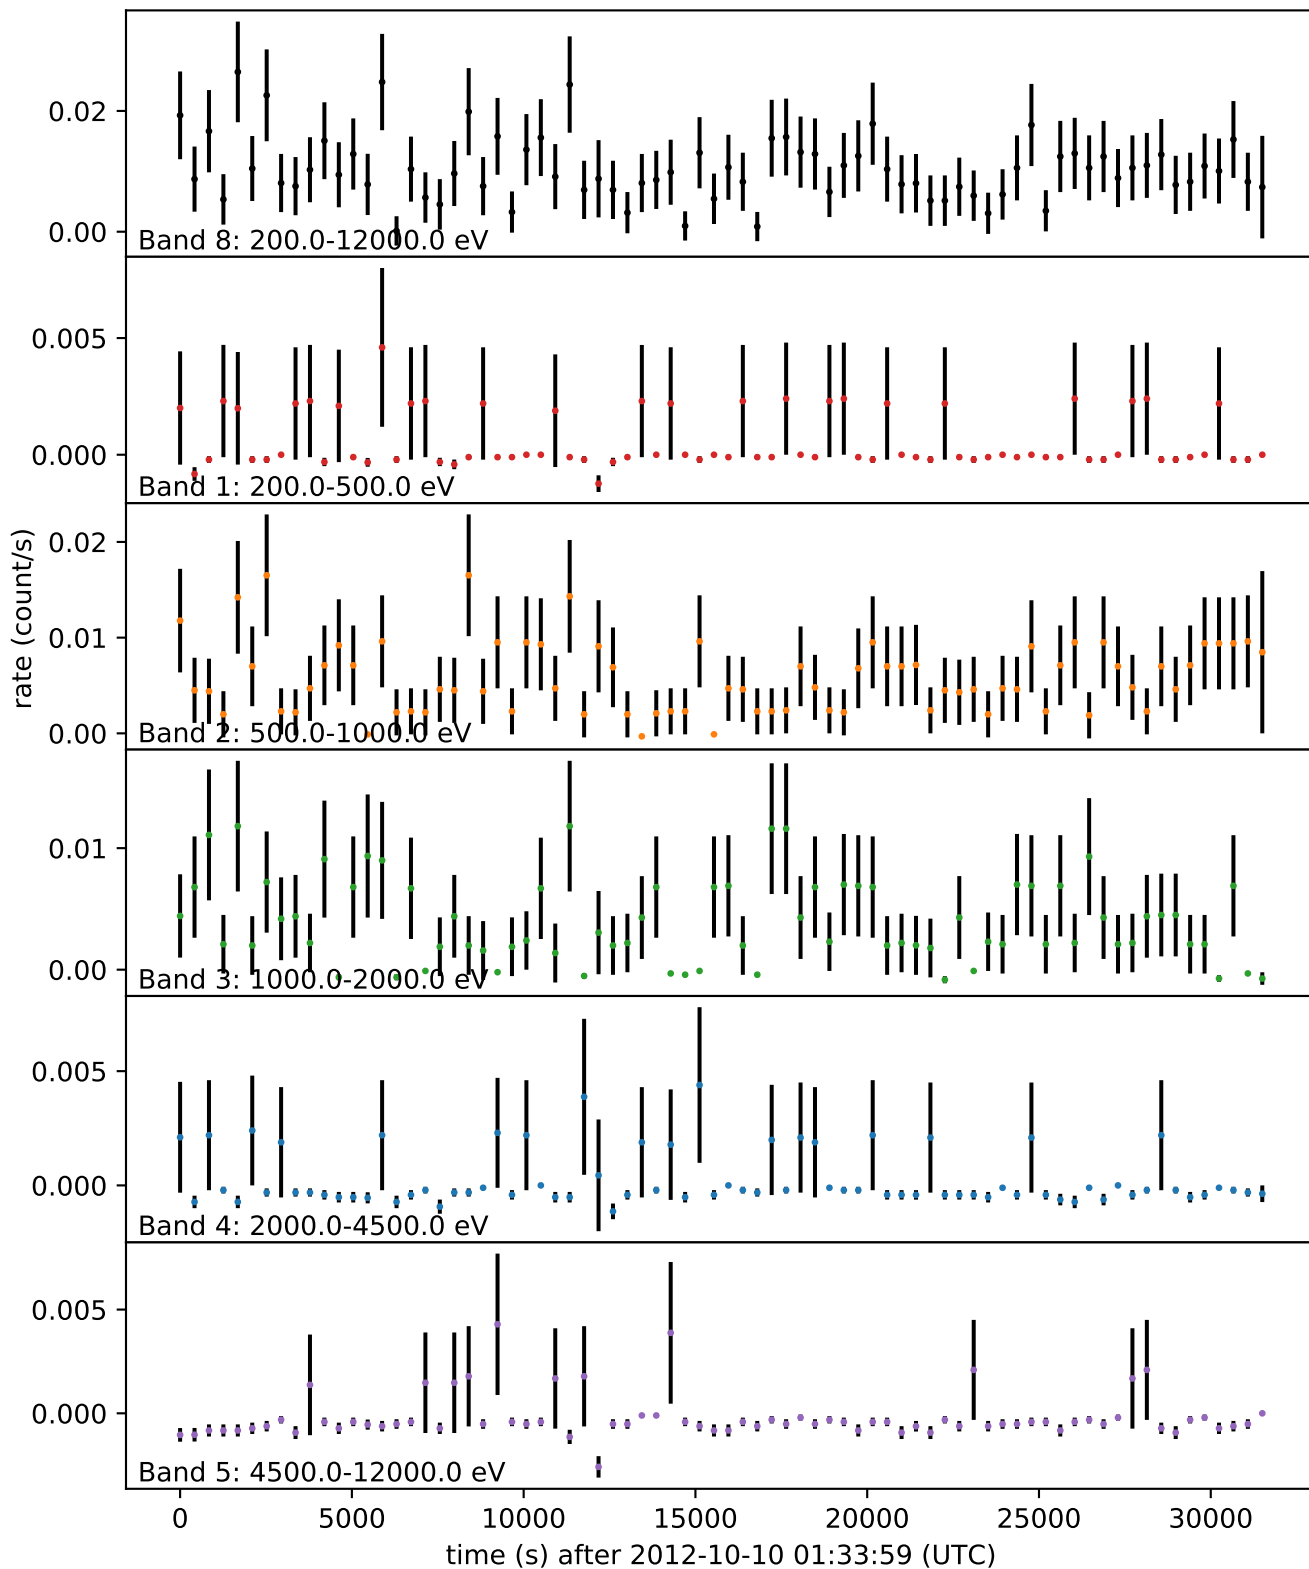 0.02
0.00
Band 8: 200.0-12000.0 eV
0.005
0.000
Band 1: 200.0-500.0 eV
rate (count/s)
0.02
0.01
0.00
Band 2: 500.0-1000.0 eV
0.01
0.00
Band 3: 1000.0-2000.0 eV
0.005
0.000
Band 4: 2000.0-4500.0 eV
0.005
0.000
Band 5: 4500.0-12000.0 eV
0 5000 10000 15000 20000 25000 30000
time (s) after 2012-10-10 01:33:59 (UTC)